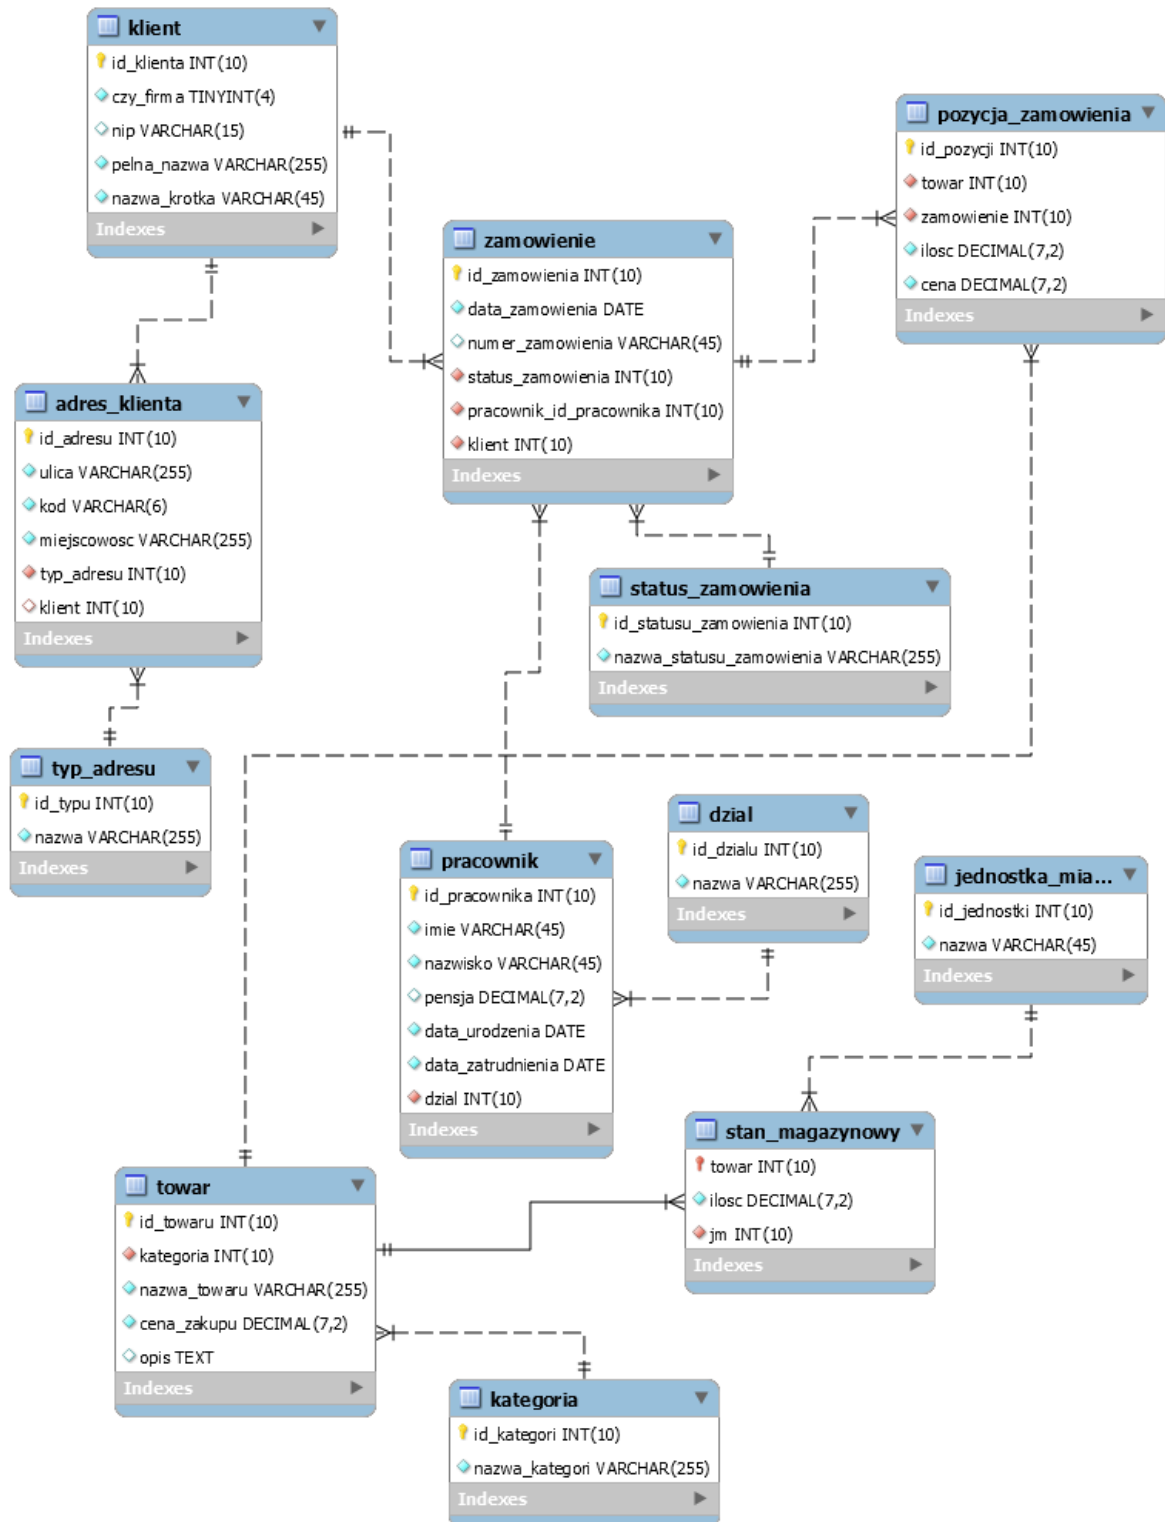 klient
id_klienta INT(10)
czy_firma TINYINT(4)
nip VARCHAR(15)
pelna_nazwa VARCHAR(255)
nazwa_krotka VARCHAR(45)
Indexes
pozycja_zamowienia
id_pozycji INT(10)
towar INT(10)
zamowienie INT(10)
ilosc DECIMAL(7,2)
cena DECIMAL(7,2)
Indexes
zamowienie
id_zamowienia INT(10)
data_zamowienia DATE
numer_zamowienia VARCHAR(45)
status_zamowienia INT(10)
pracownik_id_pracownika INT(10)
klient INT(10)
Indexes
adres_klienta
id_adresu INT(10)
ulica VARCHAR(255)
kod VARCHAR(6)
miejscowosc VARCHAR(255)
typ_adresu INT(10)
klient INT(10)
Indexes
status_zamowienia
id_statusu_zamowienia INT(10)
nazwa_statusu_zamowienia VARCHAR(255)
Indexes
typ_adresu
id_typu INT(10)
nazwa VARCHAR(255)
Indexes
dzial
id_dzialu INT(10)
nazwa VARCHAR(255)
Indexes
pracownik
id_pracownika INT(10)
imie VARCHAR(45)
nazwisko VARCHAR(45)
pensja DECIMAL(7,2)
data_urodzenia DATE
data_zatrudnienia DATE
dzial INT(10)
Indexes
jednostka_mia...
id_jednostki INT(10)
nazwa VARCHAR(45)
Indexes
stan_magazynowy
towar INT(10)
ilosc DECIMAL(7,2)
jm INT(10)
Indexes
towar
id_towaru INT(10)
kategoria INT(10)
nazwa_towaru VARCHAR(255)
cena_zakupu DECIMAL(7,2)
opis TEXT
Indexes
kategoria
id_kategori INT(10)
nazwa_kategori VARCHAR(255)
Indexes